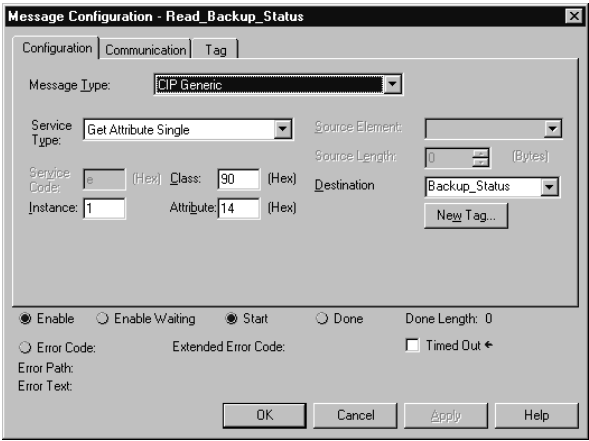 Message Configuration - Read_Backup_Status
Configuration Communication Tag
Message Type: CIP Generic
Service Type: Get Attribute Single Source Element:
Source Length: 0 (Bytes)
Service Code: e (Hex) Class: 90 (Hex) Destination Backup_Status
Instance: 1 Attribute: 14 (Hex) New Tag...
Enable Enable Waiting Start Done Done Length: 0
Error Code: Extended Error Code: Timed Out ←
Error Path:
Error Text:
OK Cancel Apply Help